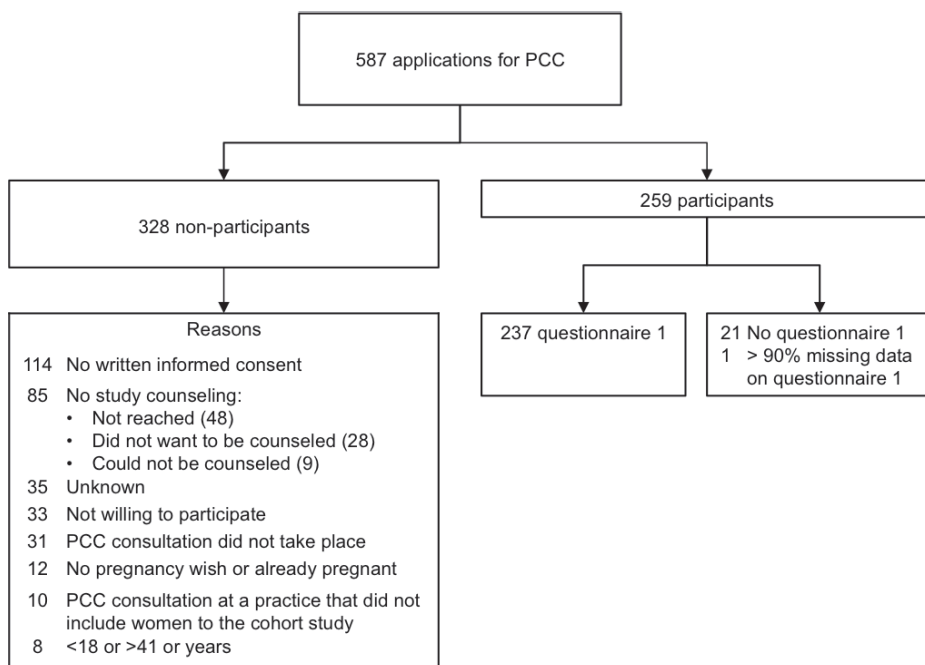 587 applications for PCC
328 non-participants
259 participants
Reasons
114 No written informed consent
85 No study counseling:
• Not reached (48)
• Did not want to be counseled (28)
• Could not be counseled (9)
35 Unknown
33 Not willing to participate
31 PCC consultation did not take place
12 No pregnancy wish or already pregnant
10 PCC consultation at a practice that did not
include women to the cohort study
8 <18 or >41 or years
237 questionnaire 1
21 No questionnaire 1
1 > 90% missing data
on questionnaire 1